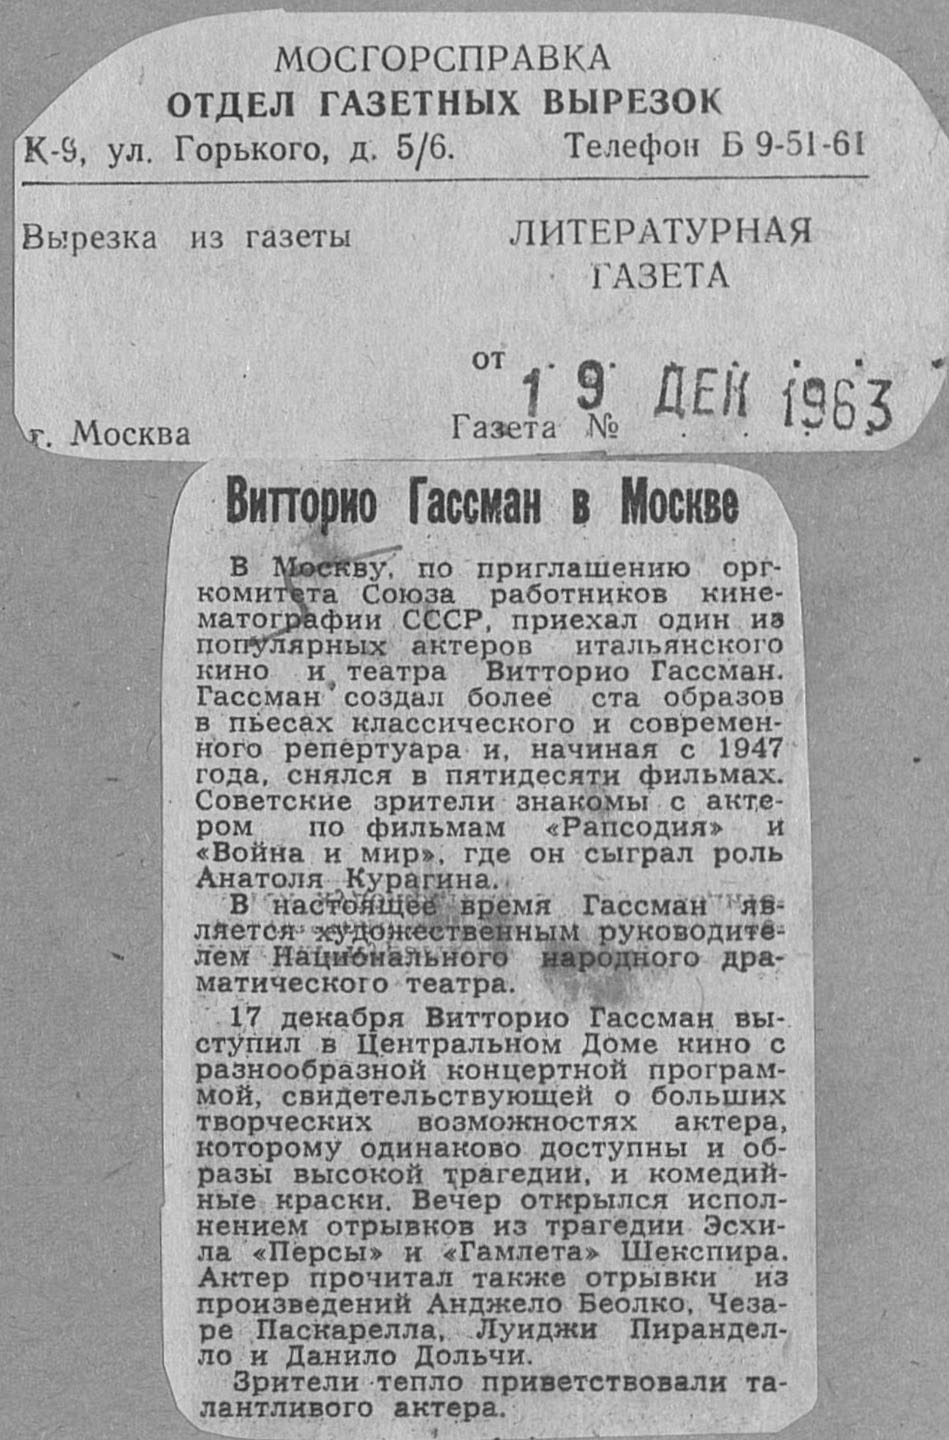 МОСГОРСПРАВКА
ОТДЕЛ ГАЗЕТНЫХ ВЫРЕЗОК
К-9, ул. Горького, д. 5/6. Телефон Б 9-51-61
Вырезка из газеты ЛИТЕРАТУРНАЯ
ГАЗЕТА
от 19 ДЕК 1963
г. Москва Газета №
Витторио Гассман в Москве
В Москву, по приглашению орг-
комитета Союза работников кине-
матографии СССР, приехал один из
популярных актеров итальянского
кино и театра Витторио Гассман.
Гассман создал более ста образов
в пьесах классического и современ-
ного репертуара и, начиная с 1947
года, снялся в пятидесяти фильмах.
Советские зрители знакомы с акте-
ром по фильмам «Рапсодия» и
«Война и мир», где он сыграл роль
Анатоля Курагина.
В настоящее время Гассман яв-
ляется художественным руководите-
лем Национального народного дра-
матического театра.
17 декабря Витторио Гассман вы-
ступил в Центральном Доме кино с
разнообразной концертной програм-
мой, свидетельствующей о больших
творческих возможностях актера,
которому одинаково доступны и об-
разы высокой трагедии, и комедий-
ные краски. Вечер открылся испол-
нением отрывков из трагедии Эсхи-
ла «Персы» и «Гамлета» Шекспира.
Актер прочитал также отрывки из
произведений Анджело Беолко, Чеза-
ре Паскарелла, Луиджи Пирандел-
ло и Данило Дольчи.
Зрители тепло приветствовали та-
лантливого актера.